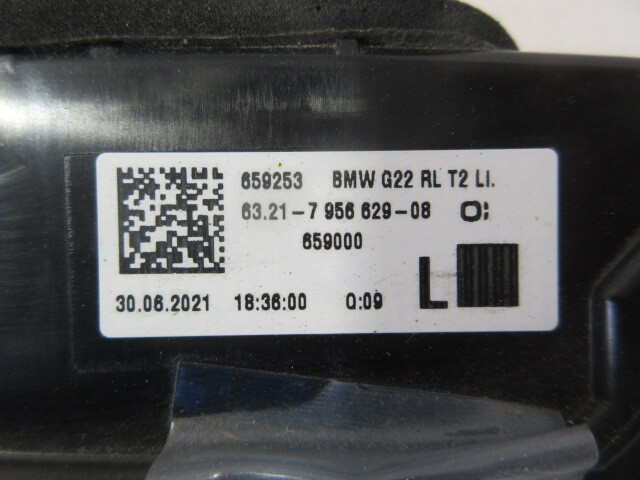 659253 BMW G22 RL T2 LI.
63.21-7 956 629-08 O:
659000
30.06.2021 18:36:00 0:09 L